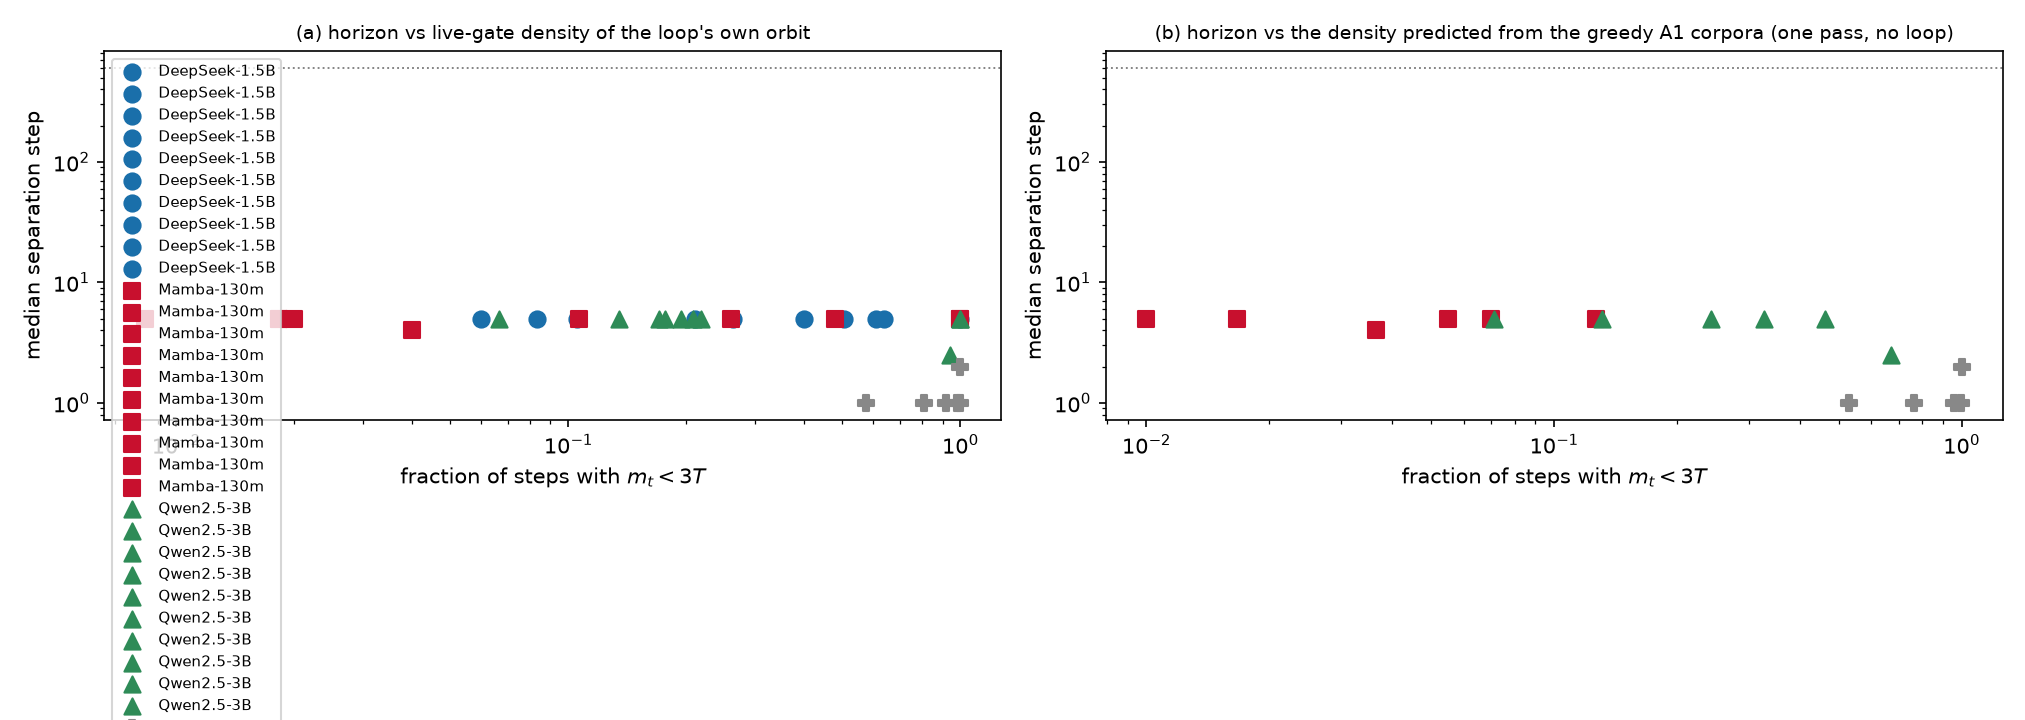 (a) horizon vs live-gate density of the loop's own orbit
median separation step
10²
10¹
10⁰
DeepSeek-1.5B
DeepSeek-1.5B
DeepSeek-1.5B
DeepSeek-1.5B
DeepSeek-1.5B
DeepSeek-1.5B
DeepSeek-1.5B
DeepSeek-1.5B
DeepSeek-1.5B
DeepSeek-1.5B
Mamba-130m
Mamba-130m
Mamba-130m
Mamba-130m
Mamba-130m
Mamba-130m
Mamba-130m
Mamba-130m
Mamba-130m
Mamba-130m
Qwen2.5-3B
Qwen2.5-3B
Qwen2.5-3B
Qwen2.5-3B
Qwen2.5-3B
Qwen2.5-3B
Qwen2.5-3B
Qwen2.5-3B
Qwen2.5-3B
Qwen2.5-3B
10⁻¹
10⁰
fraction of steps with mₜ < 3T
(b) horizon vs the density predicted from the greedy A1 corpora (one pass, no loop)
median separation step
10²
10¹
10⁰
10⁻²
10⁻¹
10⁰
fraction of steps with mₜ < 3T